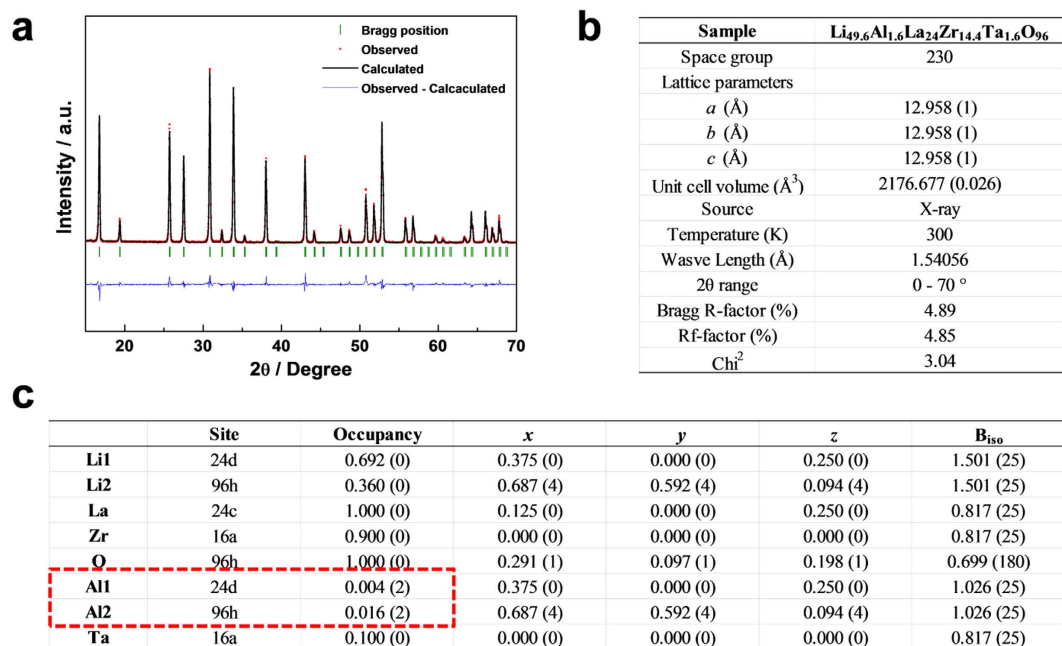 a
Bragg position
Observed
Calculated
Observed - Calcaculated
Intensity / a.u.
20 30 40 50 60 70
2θ / Degree
b
Sample Li49.6Al1.6La24Zr14.4Ta1.6O96
Space group 230
Lattice parameters
a (Å) 12.958 (1)
b (Å) 12.958 (1)
c (Å) 12.958 (1)
Unit cell volume (Å3) 2176.677 (0.026)
Source X-ray
Temperature (K) 300
Wasve Length (Å) 1.54056
2θ range 0 - 70 °
Bragg R-factor (%) 4.89
Rf-factor (%) 4.85
Chi2 3.04
c
Site Occupancy x y z Biso
Li1 24d 0.692 (0) 0.375 (0) 0.000 (0) 0.250 (0) 1.501 (25)
Li2 96h 0.360 (0) 0.687 (4) 0.592 (4) 0.094 (4) 1.501 (25)
La 24c 1.000 (0) 0.125 (0) 0.000 (0) 0.250 (0) 0.817 (25)
Zr 16a 0.900 (0) 0.000 (0) 0.000 (0) 0.000 (0) 0.817 (25)
O 96h 1.000 (0) 0.291 (1) 0.097 (1) 0.198 (1) 0.699 (180)
Al1 24d 0.004 (2) 0.375 (0) 0.000 (0) 0.250 (0) 1.026 (25)
Al2 96h 0.016 (2) 0.687 (4) 0.592 (4) 0.094 (4) 1.026 (25)
Ta 16a 0.100 (0) 0.000 (0) 0.000 (0) 0.000 (0) 0.817 (25)